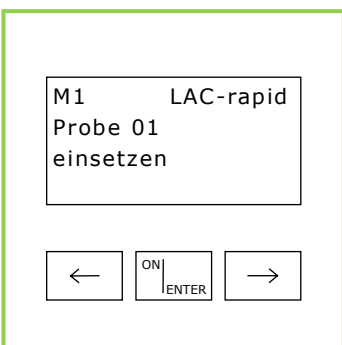 M1 LAC-rapid
Probe 01
einsetzen
← ON ENTER →